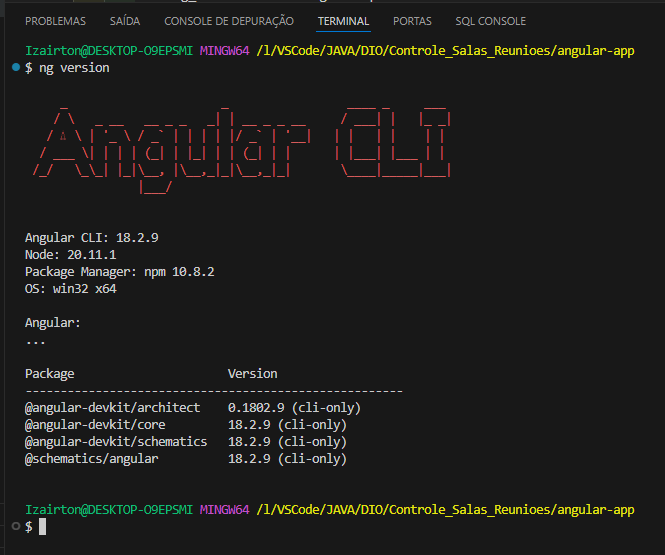 PROBLEMAS SAÍDA CONSOLE DE DEPURAÇÃO TERMINAL PORTAS SQL CONSOLE
Izairton@DESKTOP-O9EPSMI MINGW64 /l/VSCode/JAVA/DIO/Controle_Salas_Reunioes/angular-app
$ ng version
Angular CLI
Angular CLI: 18.2.9
Node: 20.11.1
Package Manager: npm 10.8.2
OS: win32 x64
Angular:
...
Package Version
------------------------------------------------------
@angular-devkit/architect 0.1802.9 (cli-only)
@angular-devkit/core 18.2.9 (cli-only)
@angular-devkit/schematics 18.2.9 (cli-only)
@schematics/angular 18.2.9 (cli-only)
Izairton@DESKTOP-O9EPSMI MINGW64 /l/VSCode/JAVA/DIO/Controle_Salas_Reunioes/angular-app
$